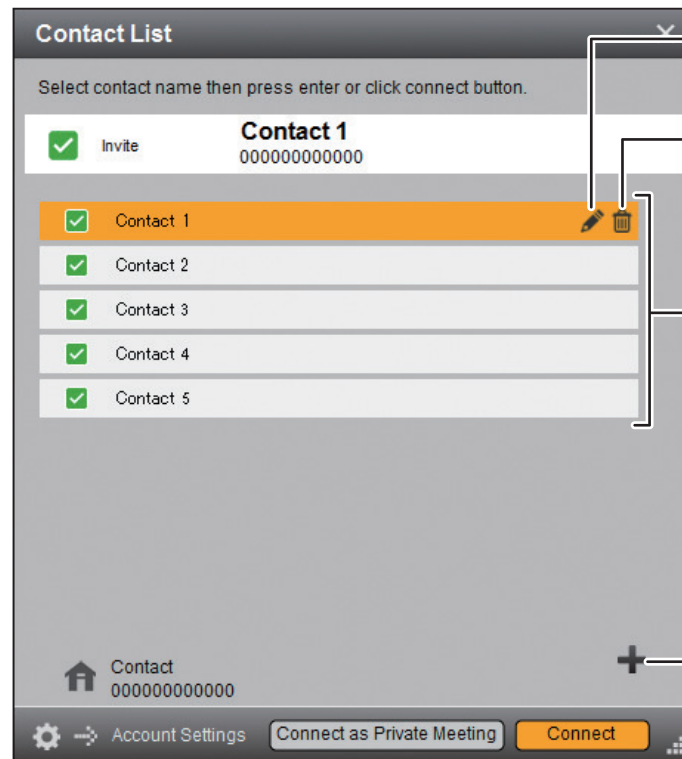 Contact List
Select contact name then press enter or click connect button.
Invite
Contact 1
000000000000
Contact 1
Contact 2
Contact 3
Contact 4
Contact 5
Contact
000000000000
Account Settings
Connect as Private Meeting
Connect